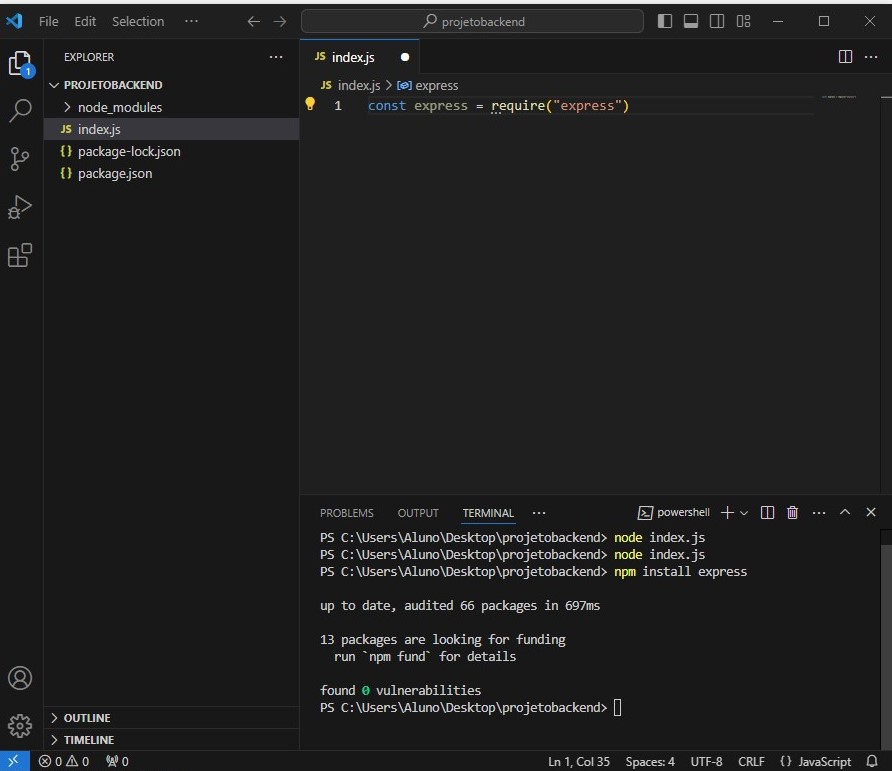 File Edit Selection ··· projetobackend
EXPLORER ···
PROJETOBACKEND
node_modules
JS index.js
{} package-lock.json
{} package.json
OUTLINE
TIMELINE
1
JS index.js
JS index.js > express
1 const express = require("express")
PROBLEMS OUTPUT TERMINAL ··· powershell
PS C:\Users\Aluno\Desktop\projetobackend> node index.js
PS C:\Users\Aluno\Desktop\projetobackend> node index.js
PS C:\Users\Aluno\Desktop\projetobackend> npm install express
up to date, audited 66 packages in 697ms
13 packages are looking for funding
run `npm fund` for details
found 0 vulnerabilities
PS C:\Users\Aluno\Desktop\projetobackend>
0 0 0 Ln 1, Col 35 Spaces: 4 UTF-8 CRLF {} JavaScript